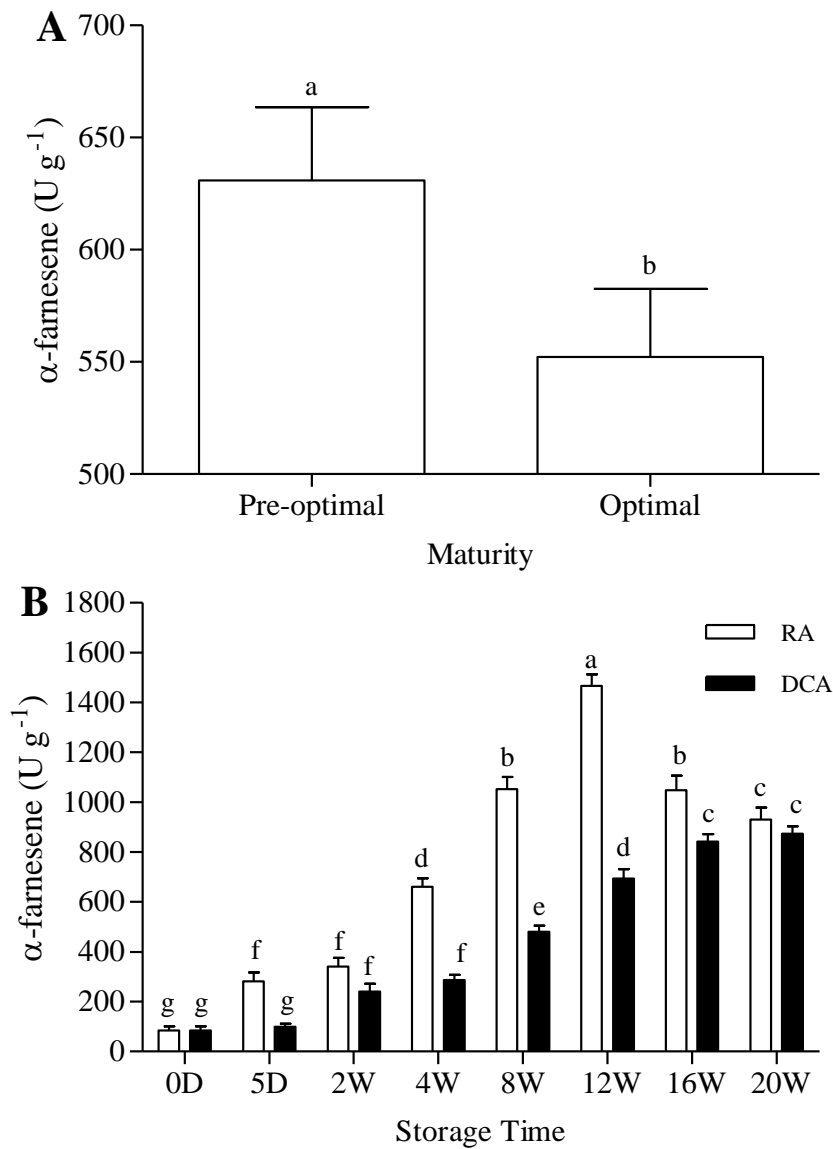 A
700
650
600
550
500
α-farnesene (U g⁻¹)
a
b
Pre-optimal Optimal
Maturity
B
1800
1600
1400
1200
1000
800
600
400
200
0
α-farnesene (U g⁻¹)
RA
DCA
g g f g f f d f b e a d b c c c
0D 5D 2W 4W 8W 12W 16W 20W
Storage Time